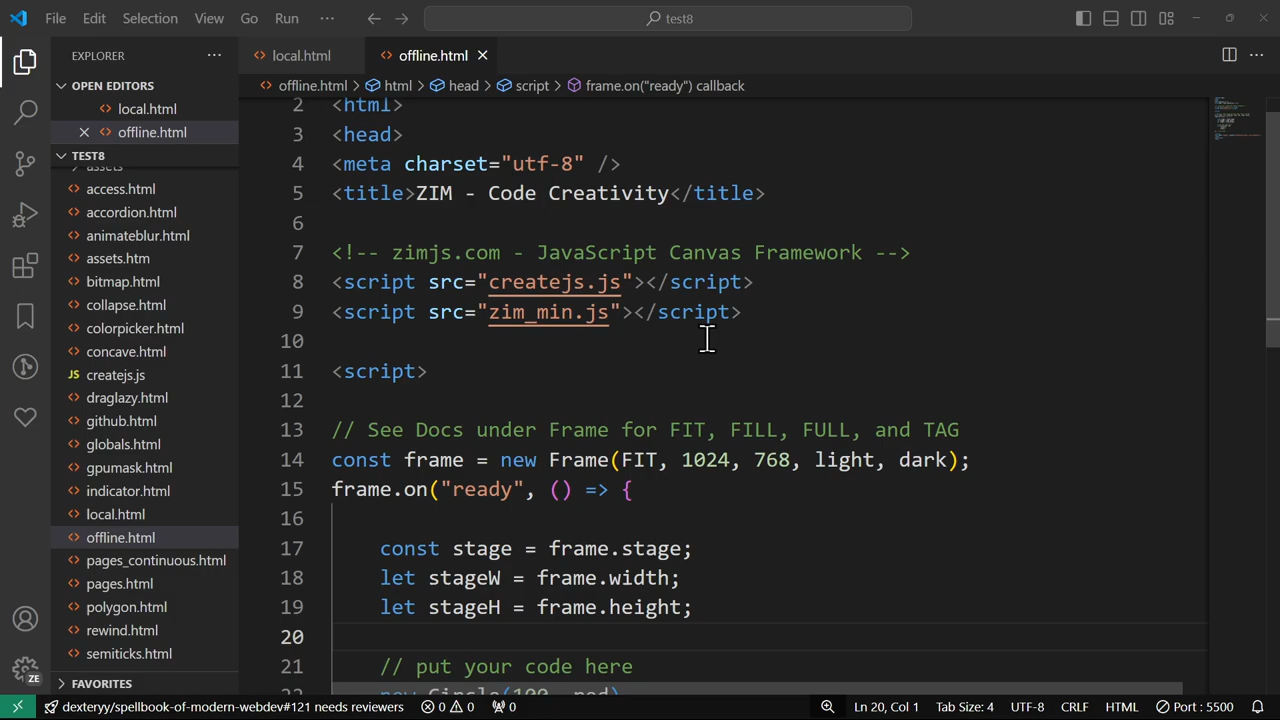 File Edit Selection View Go Run ··· test8
EXPLORER ···
OPEN EDITORS
local.html
offline.html
TEST8
assets
access.html
accordion.html
animateblur.html
assets.htm
bitmap.html
collapse.html
colorpicker.html
concave.html
createjs.js
draglazy.html
github.html
globals.html
gpumask.html
indicator.html
local.html
offline.html
pages_continuous.html
pages.html
polygon.html
rewind.html
semiticks.html
FAVORITES
local.html offline.html
offline.html > html > head > script > frame.on("ready") callback
2 <html>
3 <head>
4 <meta charset="utf-8" />
5 <title>ZIM - Code Creativity</title>
6
7 <!-- zimjs.com - JavaScript Canvas Framework -->
8 <script src="createjs.js"></script>
9 <script src="zim_min.js"></script>
10
11 <script>
12
13 // See Docs under Frame for FIT, FILL, FULL, and TAG
14 const frame = new Frame(FIT, 1024, 768, light, dark);
15 frame.on("ready", () => {
16
17 const stage = frame.stage;
18 let stageW = frame.width;
19 let stageH = frame.height;
20
21 // put your code here
22 new Circle(100, red)
JS
ZE
dexteryy/spellbook-of-modern-webdev#121 needs reviewers 0 0 0 Ln 20, Col 1 Tab Size: 4 UTF-8 CRLF HTML Port : 5500